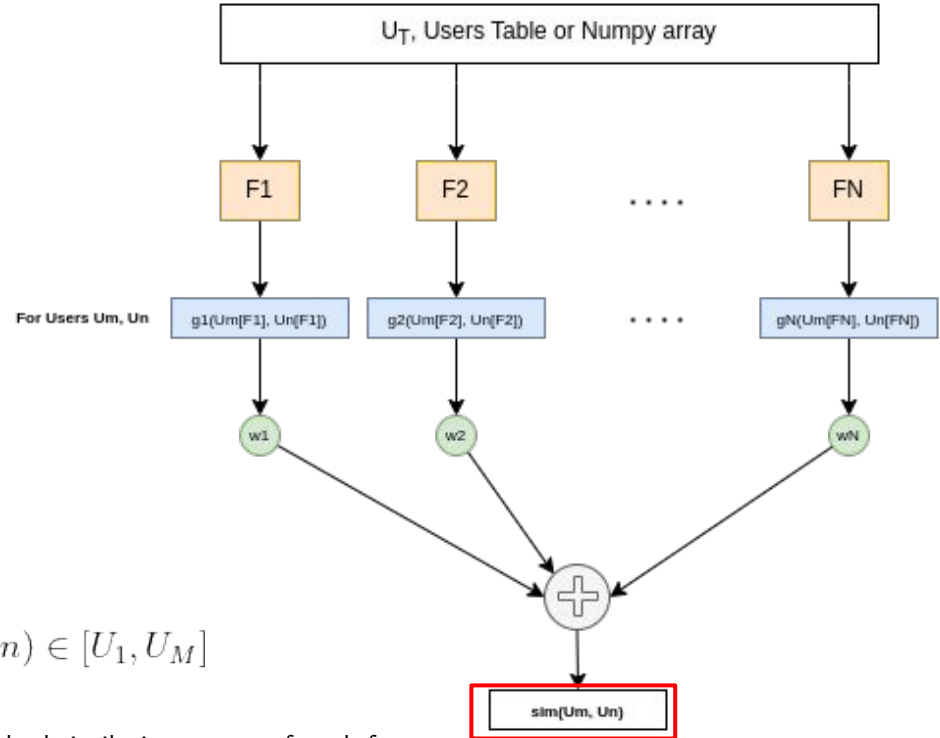 U_T, Users Table or Numpy array
F1 F2 .... FN
For Users Um, Un g1(Um[F1], Un[F1]) g2(Um[F2], Un[F2]) .... gN(Um[FN], Un[FN])
w1 w2 wN
n) ∈ [U_1, U_M]
sim(Um, Un)